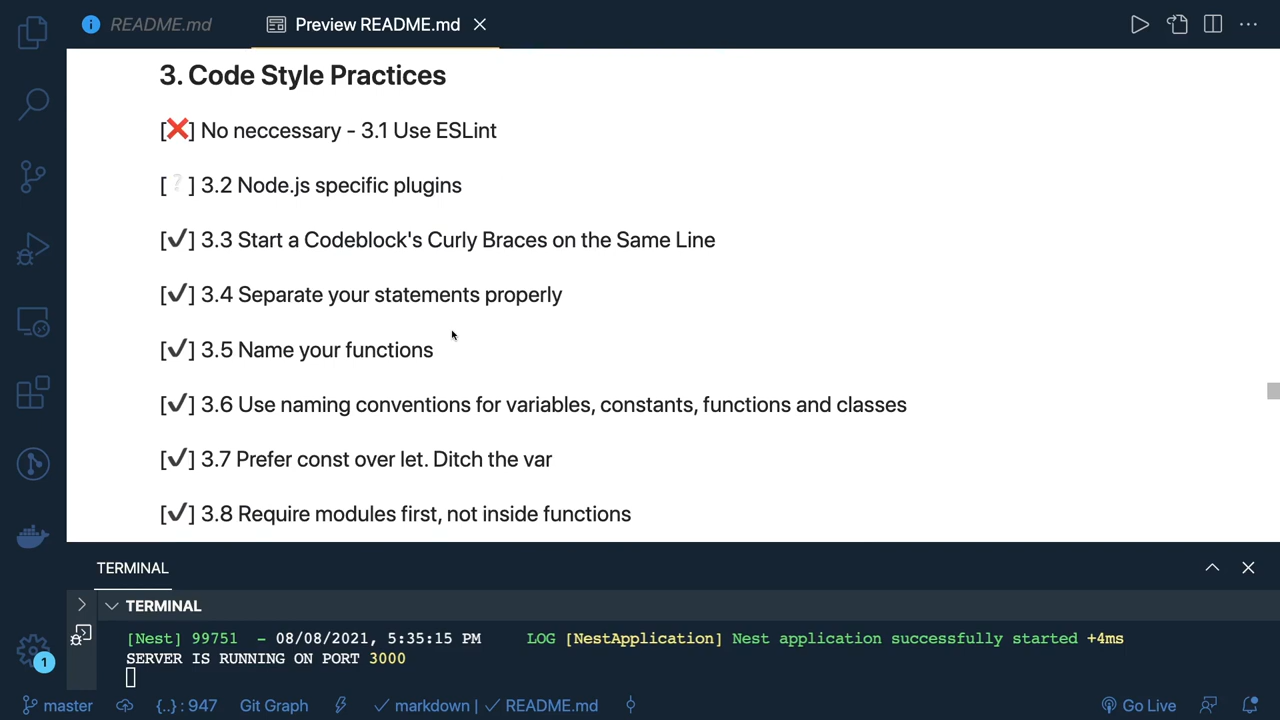 README.md
Preview README.md
3. Code Style Practices
[❌] No neccessary - 3.1 Use ESLint
[❔] 3.2 Node.js specific plugins
[✔] 3.3 Start a Codeblock's Curly Braces on the Same Line
[✔] 3.4 Separate your statements properly
[✔] 3.5 Name your functions
[✔] 3.6 Use naming conventions for variables, constants, functions and classes
[✔] 3.7 Prefer const over let. Ditch the var
[✔] 3.8 Require modules first, not inside functions
TERMINAL
TERMINAL
[Nest] 99751 - 08/08/2021, 5:35:15 PM LOG [NestApplication] Nest application successfully started +4ms
SERVER IS RUNNING ON PORT 3000
1
master {..} : 947 Git Graph markdown | README.md Go Live